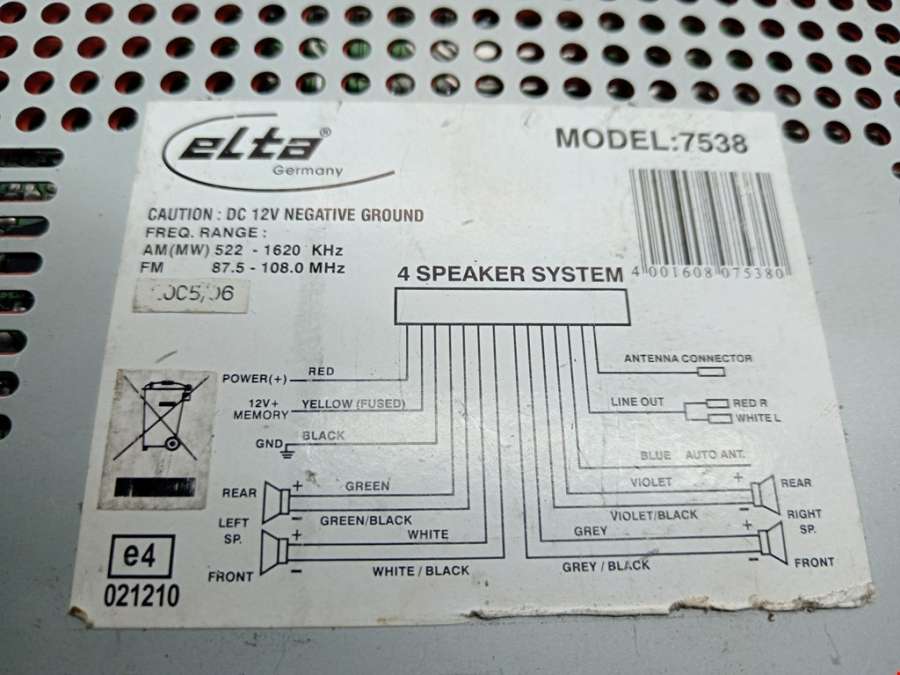 elta®
Germany
MODEL:7538
CAUTION : DC 12V NEGATIVE GROUND
FREQ. RANGE :
AM(MW) 522 - 1620 KHz
FM 87.5 - 108.0 MHz
4 001608 075380
4 SPEAKER SYSTEM
ANTENNA CONNECTOR
POWER(+) RED
12V+
MEMORY
YELLOW (FUSED)
LINE OUT
RED R
WHITE L
GND BLACK
BLUE AUTO ANT.
REAR + GREEN
- GREEN/BLACK
LEFT
SP.
+ WHITE
FRONT - WHITE / BLACK
VIOLET + REAR
VIOLET/BLACK -
RIGHT
SP.
GREY +
GREY / BLACK - FRONT
e4
021210